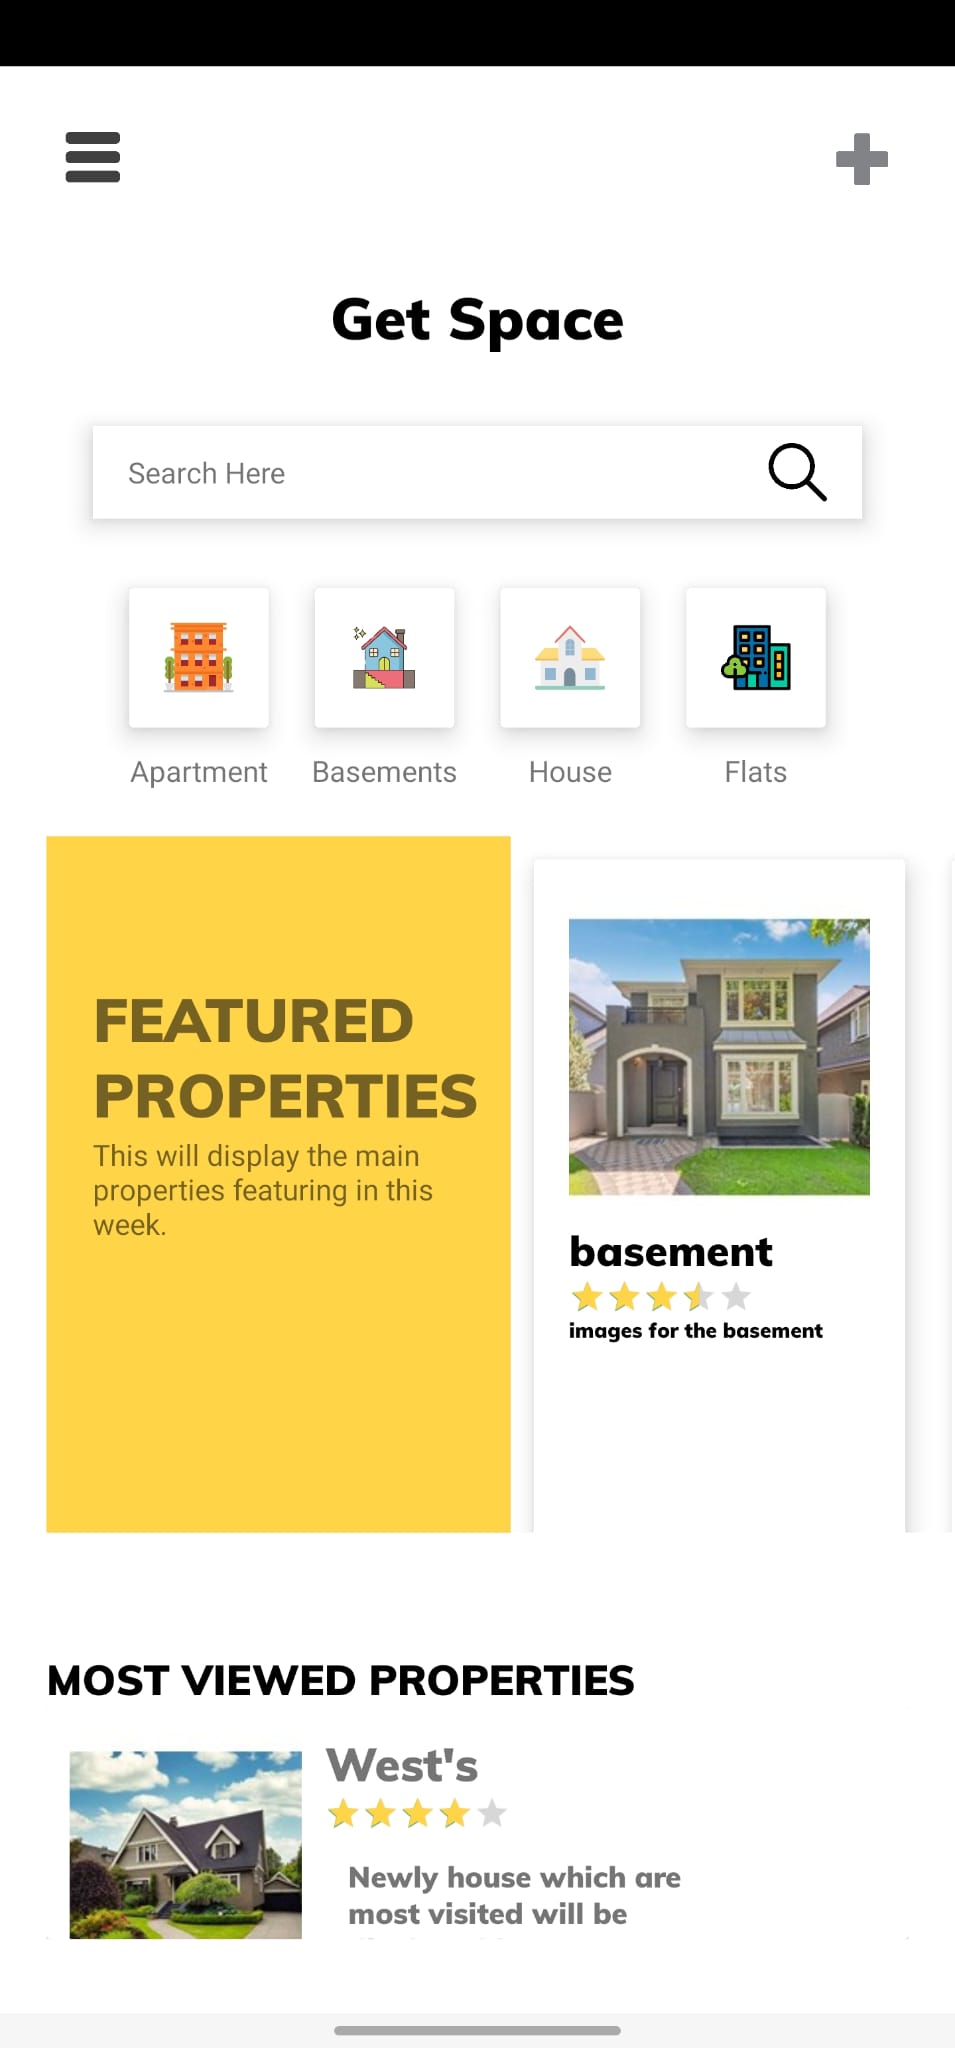 Get Space
Search Here
Apartment
Basements
House
Flats
FEATURED
PROPERTIES
This will display the main
properties featuring in this
week.
basement
images for the basement
MOST VIEWED PROPERTIES
West's
Newly house which are
most visited will be